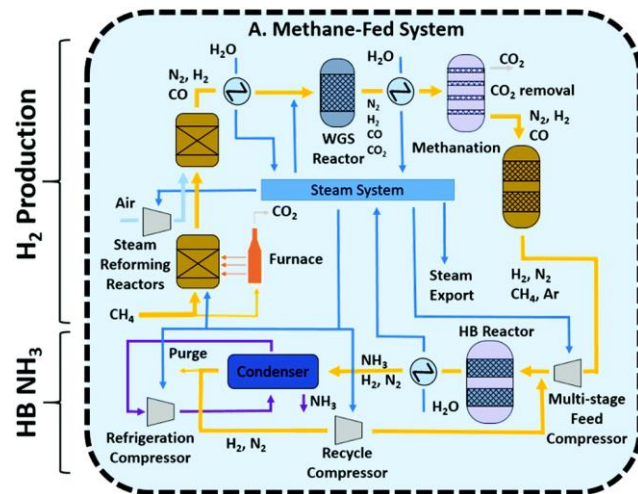 A. Methane-Fed System
H₂ Production
HB NH₃
H₂O
H₂O
CO₂
N₂, H₂
CO
CO₂ removal
N₂
H₂
CO
CO₂
N₂, H₂
CO
WGS
Reactor
Methanation
Steam System
Air
CO₂
Steam
Reforming
Reactors
Furnace
Steam
Export
H₂, N₂
CH₄, Ar
CH₄
HB Reactor
Purge
Condenser
NH₃
H₂, N₂
NH₃
H₂O
Multi-stage
Feed
Compressor
Refrigeration
Compressor
H₂, N₂
Recycle
Compressor